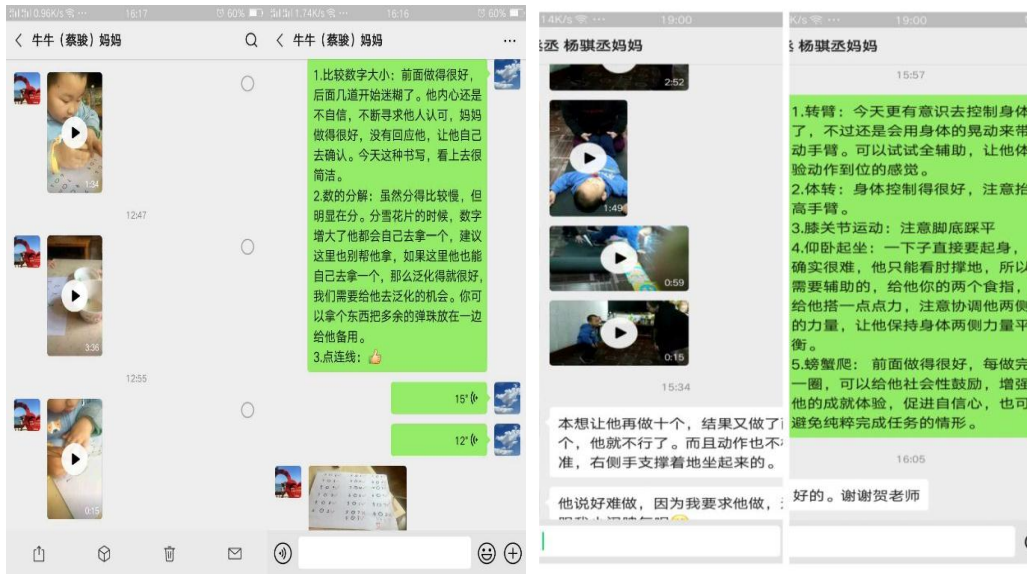 0.96K/s
16:17
60%
牛牛（蔡骏）妈妈
1:34
12:47
3:36
12:55
0:15
1.74K/s
16:16
60%
牛牛（蔡骏）妈妈
1.比较数字大小：前面做得很好，
后面几道开始迷糊了。他内心还是
不自信，不断寻求他人认可，妈妈
做得很好，没有回应他，让他自己
去确认。今天这种书写，看上去很
简洁。
2.数的分解：虽然分得比较慢，但
明显在分。分雪花片的时候，数字
增大了他都会自己去拿一个，建议
这里也别帮他拿，如果这里他也能
自己去拿一个，那么泛化得就很好，
我们需要给他去泛化的机会。你可
以拿个东西把多余的弹珠放在一边
给他备用。
3.点连线：
15"
12"
14K/s
19:00
丞 杨骐丞妈妈
2:52
1:49
0:59
0:15
15:34
本想让他再做十个，结果又做了
个，他就不行了。而且动作也不
准，右侧手支撑着地坐起来的。
他说好难做，因为我要求他做，
K/s
19:00
杨骐丞妈妈
15:57
1.转臂：今天更有意识去控制身体
了，不过还是会用身体的晃动来带
动手臂。可以试试全辅助，让他体
验动作到位的感觉。
2.体转：身体控制得很好，注意抬
高手臂。
3.膝关节运动：注意脚底踩平
4.仰卧起坐：一下子直接要起身，
确实很难，他只能看肘撑地，所以
需要辅助的，给他你的两个食指，
给他搭一点点力，注意协调他两侧
的力量，让他保持身体两侧力量平
衡。
5.螃蟹爬：前面做得很好，每做完
一圈，可以给他社会性鼓励，增强
他的成就体验，促进自信心，也可
避免纯粹完成任务的情形。
16:05
好的。谢谢贺老师